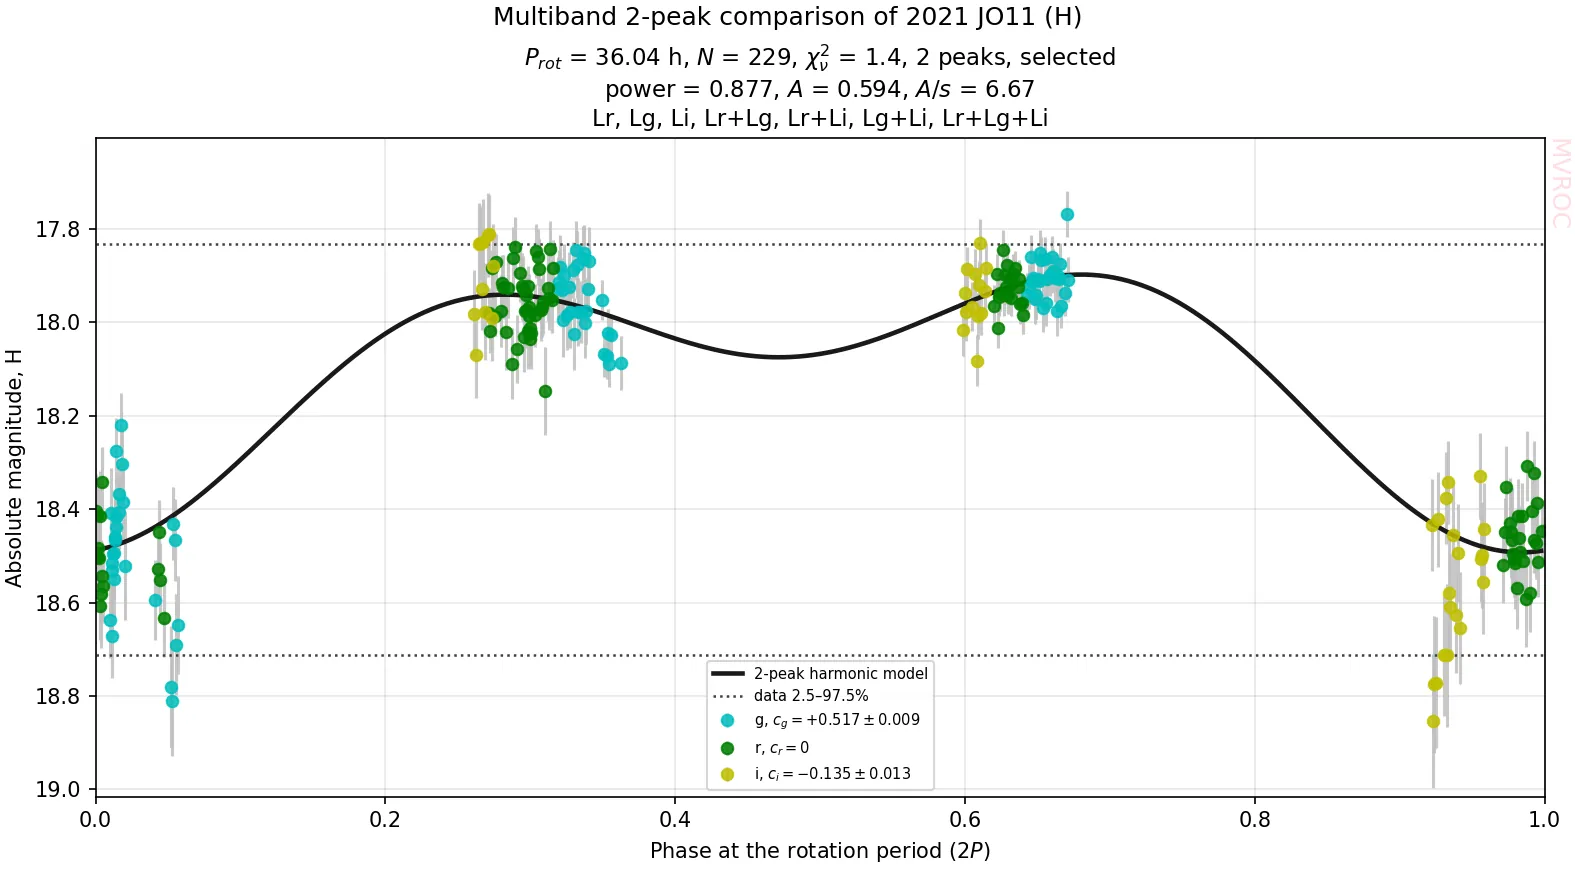 Multiband 2-peak comparison of 2021 JO11 (H)
P_rot = 36.04 h, N = 229, χ²_ν = 1.4, 2 peaks, selected
power = 0.877, A = 0.594, A/s = 6.67
Lr, Lg, Li, Lr+Lg, Lr+Li, Lg+Li, Lr+Lg+Li
MVROC
Absolute magnitude, H
17.8
18.0
18.2
18.4
18.6
18.8
19.0
2-peak harmonic model
data 2.5–97.5%
g, c_g = +0.517 ± 0.009
r, c_r = 0
i, c_i = −0.135 ± 0.013
0.0 0.2 0.4 0.6 0.8 1.0
Phase at the rotation period (2P)